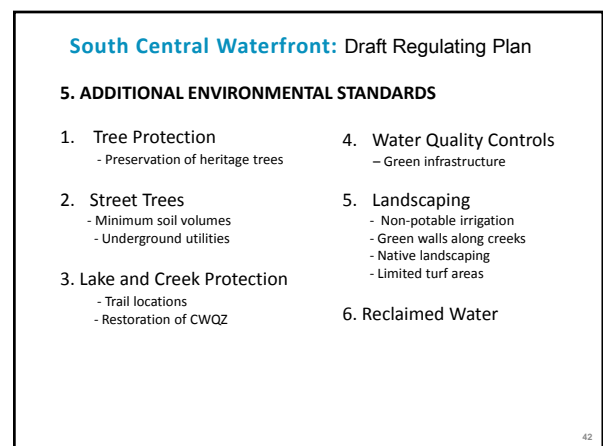 South Central Waterfront: Draft Regulating Plan
5. ADDITIONAL ENVIRONMENTAL STANDARDS
1. Tree Protection
- Preservation of heritage trees
2. Street Trees
- Minimum soil volumes
- Underground utilities
3. Lake and Creek Protection
- Trail locations
- Restoration of CWQZ
4. Water Quality Controls
– Green infrastructure
5. Landscaping
- Non-potable irrigation
- Green walls along creeks
- Native landscaping
- Limited turf areas
6. Reclaimed Water
42